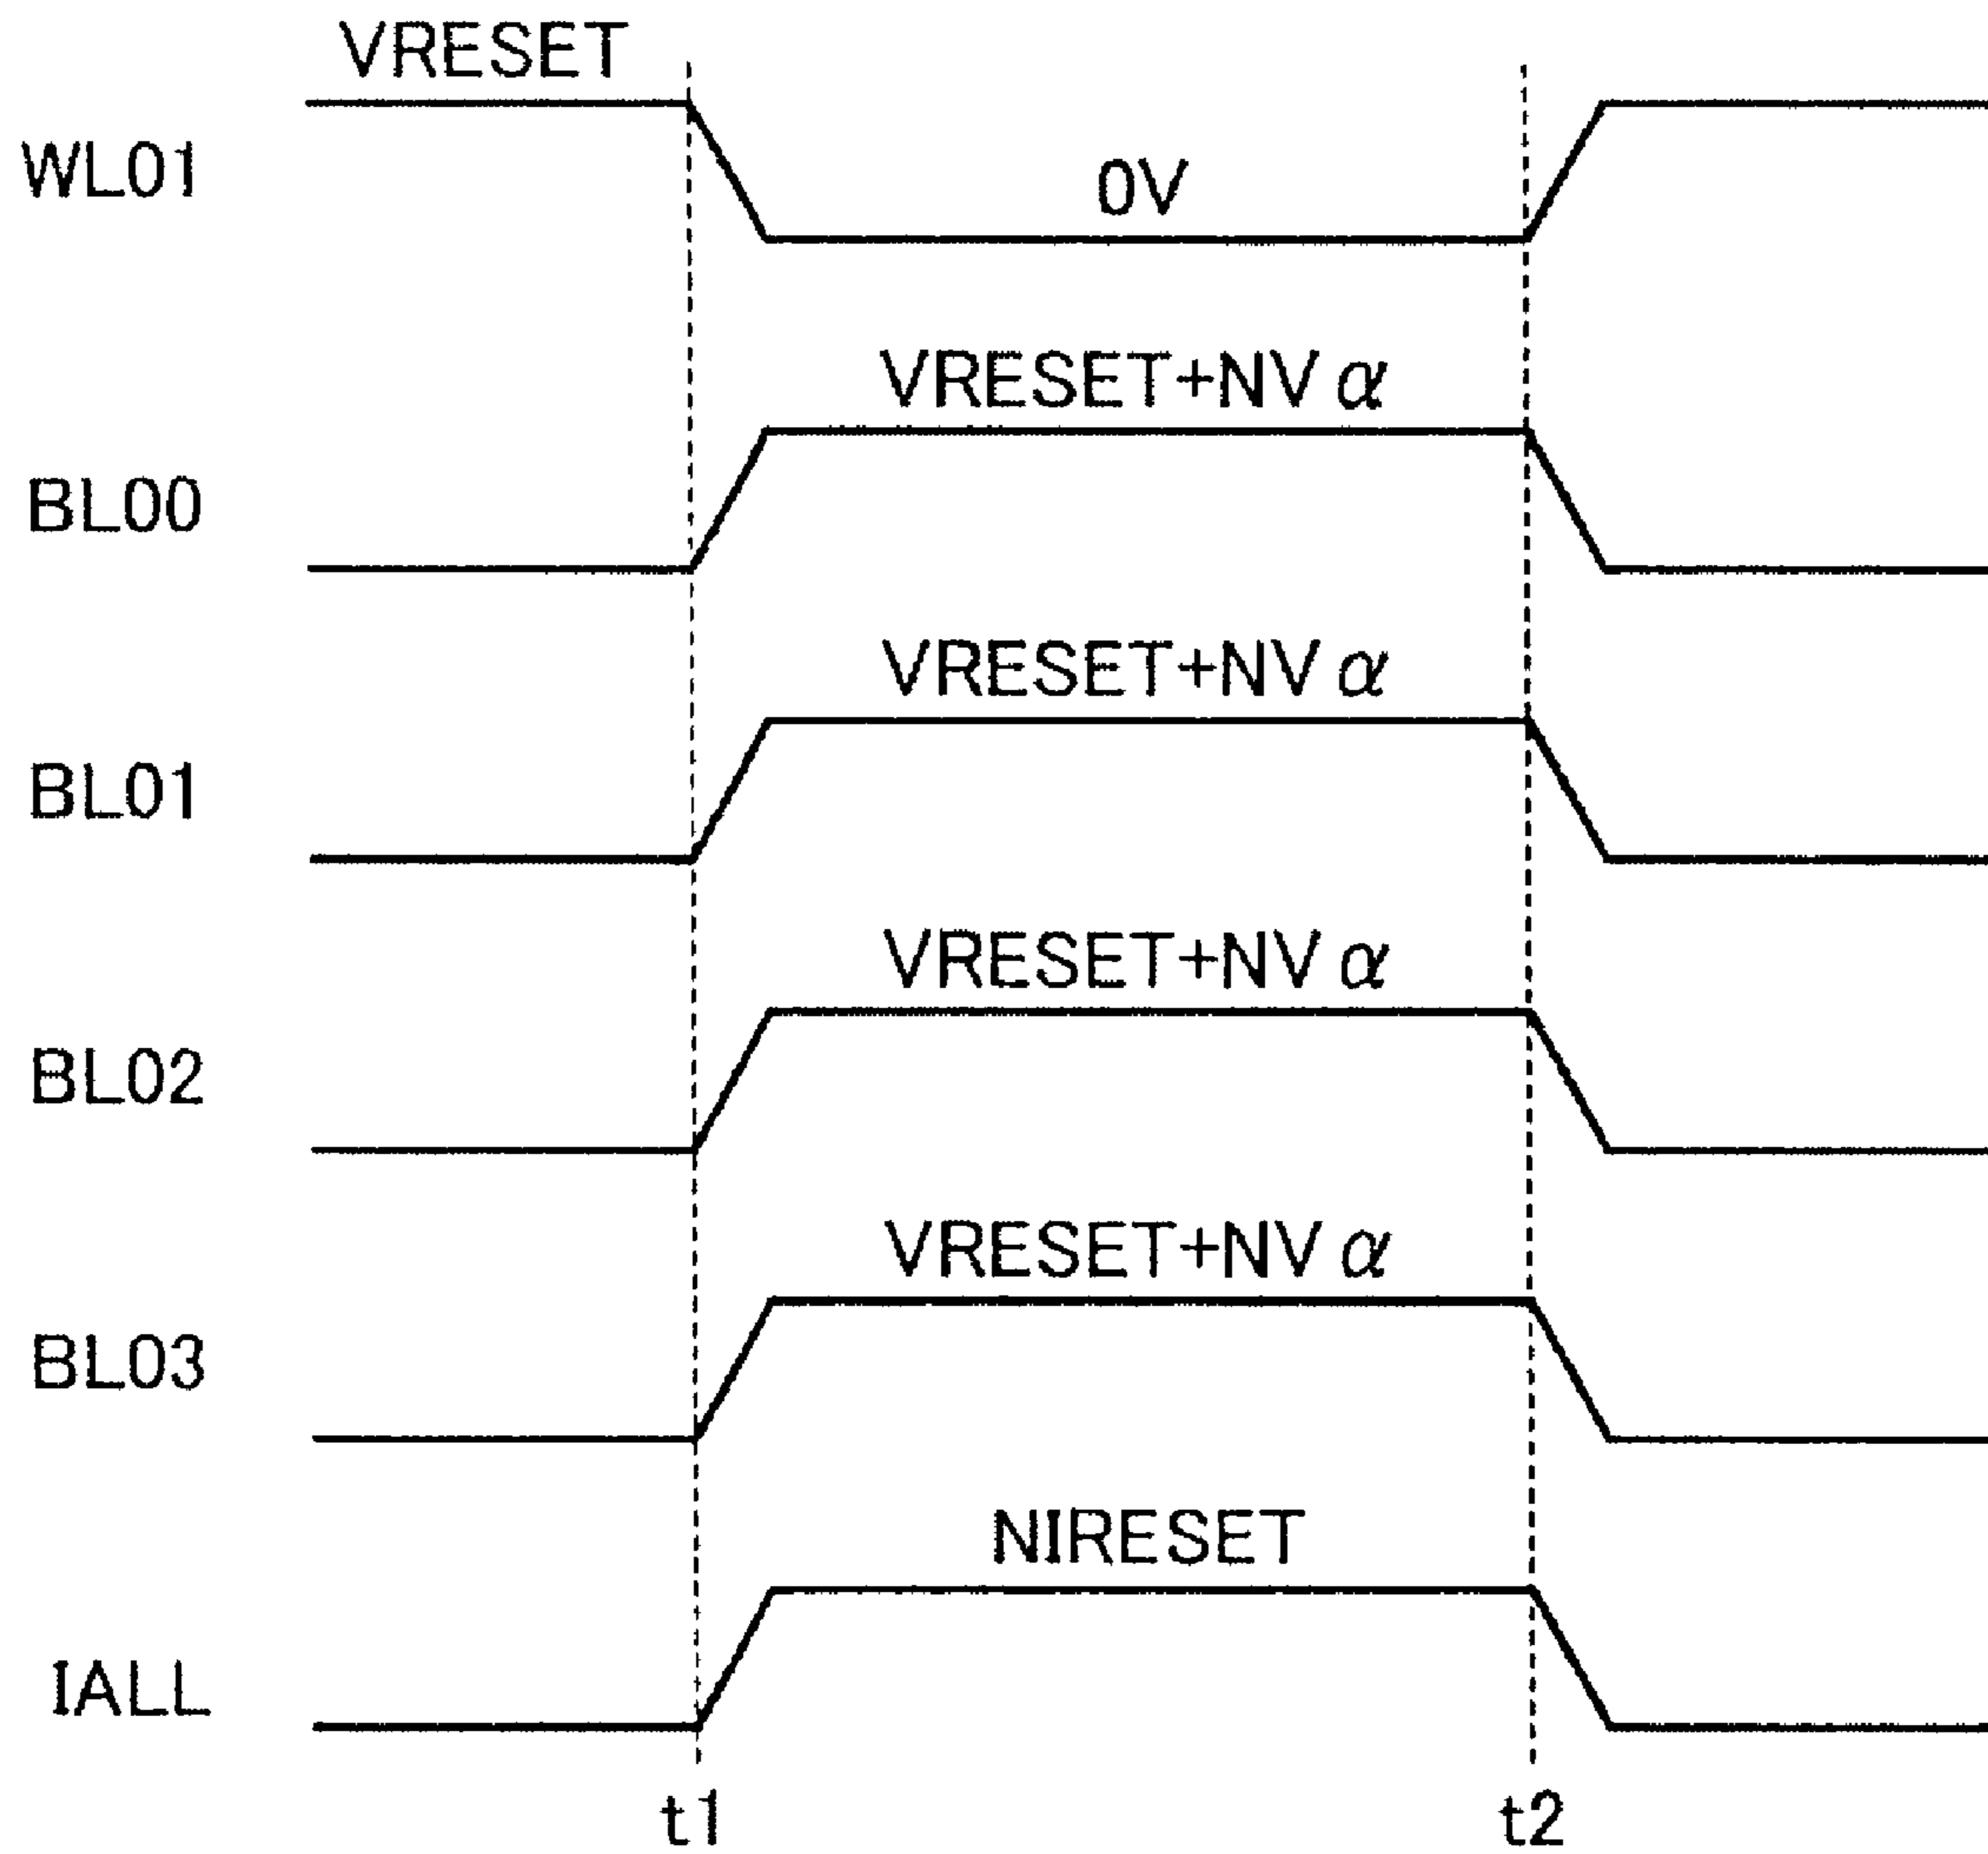 VRESET
WL01
0V
VRESET+NVα
BL00
VRESET+NVα
BL01
VRESET+NVα
BL02
VRESET+NVα
BL03
NIRESET
IALL
t1 t2